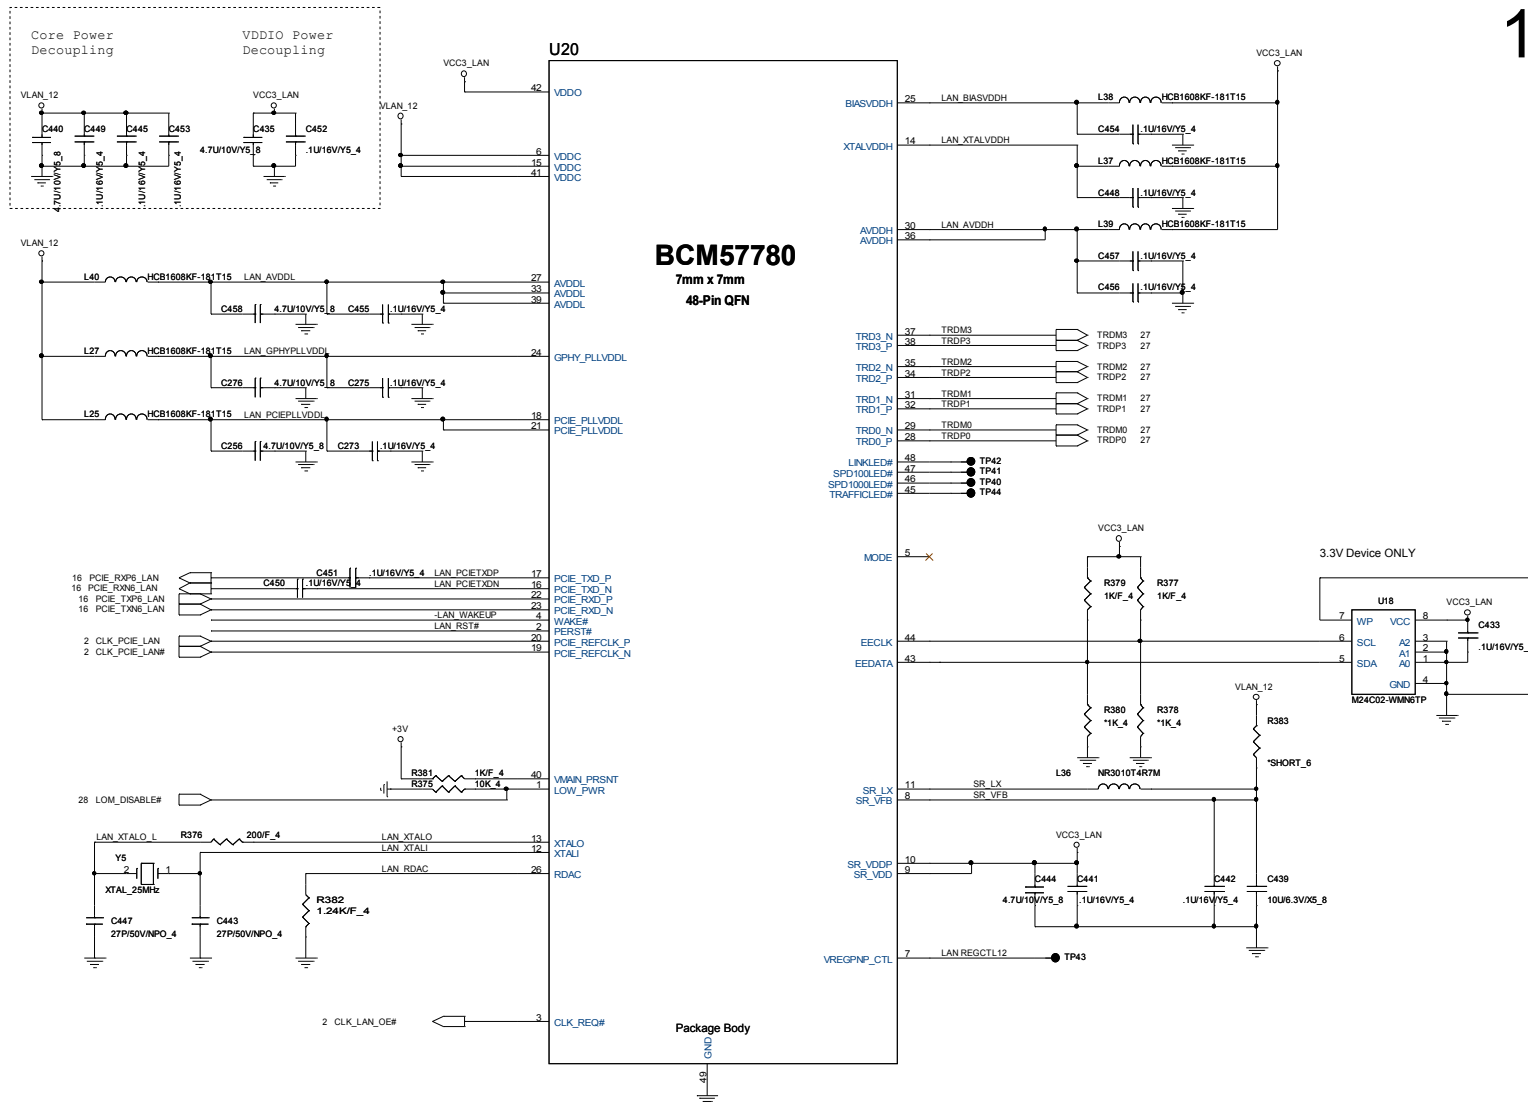 1
Core Power
Decoupling
VDDIO Power
Decoupling
VLAN_12
C440
4.7U/10V/Y5_8
C449
.1U/16V/Y5_4
C445
.1U/16V/Y5_4
C453
.1U/16V/Y5_4
VCC3_LAN
C435
4.7U/10V/Y5_8
C452
.1U/16V/Y5_4
U20
VCC3_LAN
42 VDDO
VLAN_12
6 VDDC
15 VDDC
41 VDDC
BCM57780
7mm x 7mm
48-Pin QFN
VLAN_12
L40 HCB1608KF-181T15 LAN_AVDDL
27 AVDDL
33 AVDDL
39 AVDDL
C458 4.7U/10V/Y5_8 C455 .1U/16V/Y5_4
L27 HCB1608KF-181T15 LAN_GPHYPLLVDDL
24 GPHY_PLLVDDL
C276 4.7U/10V/Y5_8 C275 .1U/16V/Y5_4
L25 HCB1608KF-181T15 LAN_PCIEPLLVDDL
18 PCIE_PLLVDDL
21 PCIE_PLLVDDL
C256 4.7U/10V/Y5_8 C273 .1U/16V/Y5_4
16 PCIE_RXP6_LAN C451 .1U/16V/Y5_4 LAN_PCIETXDP 17 PCIE_TXD_P
16 PCIE_RXN6_LAN C450 .1U/16V/Y5_4 LAN_PCIETXDN 16 PCIE_TXD_N
16 PCIE_TXP6_LAN 22 PCIE_RXD_P
16 PCIE_TXN6_LAN 23 PCIE_RXD_N
-LAN_WAKEUP 4 WAKE#
LAN_RST# 2 PERST#
2 CLK_PCIE_LAN 20 PCIE_REFCLK_P
2 CLK_PCIE_LAN# 19 PCIE_REFCLK_N
+3V
R381 1K/F_4 40 VMAIN_PRSNT
R375 10K_4 1 LOW_PWR
28 LOM_DISABLE#
LAN_XTALO_L R376 200/F_4 LAN_XTALO 13 XTALO
LAN_XTALI 12 XTALI
Y5
2 1
XTAL_25MHz
LAN_RDAC 26 RDAC
R382
1.24K/F_4
C447
27P/50V/NPO_4
C443
27P/50V/NPO_4
2 CLK_LAN_OE# 3 CLK_REQ#
Package Body
GND
49
VCC3_LAN
BIASVDDH 25 LAN_BIASVDDH L38 HCB1608KF-181T15
C454 .1U/16V/Y5_4
XTALVDDH 14 LAN_XTALVDDH
L37 HCB1608KF-181T15
C448 .1U/16V/Y5_4
AVDDH 30 LAN_AVDDH L39 HCB1608KF-181T15
AVDDH 36
C457 .1U/16V/Y5_4
C456 .1U/16V/Y5_4
TRD3_N 37 TRDM3 TRDM3 27
TRD3_P 38 TRDP3 TRDP3 27
TRD2_N 35 TRDM2 TRDM2 27
TRD2_P 34 TRDP2 TRDP2 27
TRD1_N 31 TRDM1 TRDM1 27
TRD1_P 32 TRDP1 TRDP1 27
TRD0_N 29 TRDM0 TRDM0 27
TRD0_P 28 TRDP0 TRDP0 27
LINKLED# 48 TP42
SPD100LED# 47 TP41
SPD1000LED# 46 TP40
TRAFFICLED# 45 TP44
MODE 5
VCC3_LAN
R379
1K/F_4
R377
1K/F_4
EECLK 44
EEDATA 43
R380
*1K_4
R378
*1K_4
3.3V Device ONLY
U18
VCC3_LAN
7 WP VCC 8
6 SCL A2 3
A1 2
5 SDA A0 1
GND 4
M24C02-WMN6TP
C433
.1U/16V/Y5_
VLAN_12
R383
*SHORT_6
L36 NR3010T4R7M
SR_LX 11 SR_LX
SR_VFB 8 SR_VFB
VCC3_LAN
SR_VDDP 10
SR_VDD 9
C444
4.7U/10V/Y5_8
C441
.1U/16V/Y5_4
C442
.1U/16V/Y5_4
C439
10U/6.3V/X5_8
VREGPNP_CTL 7 LAN REGCTL12 TP43